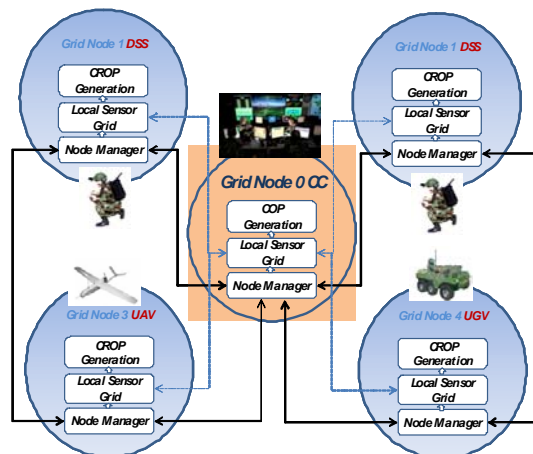 Grid Node 1 DSS
CROP
Generation
Local Sensor
Grid
Node Manager
Grid Node 1 DSS
CROP
Generation
Local Sensor
Grid
Node Manager
Grid Node 0 CC
COP
Generation
Local Sensor
Grid
Node Manager
Grid Node 3 UAV
CROP
Generation
Local Sensor
Grid
Node Manager
Grid Node 4 UGV
CROP
Generation
Local Sensor
Grid
Node Manager